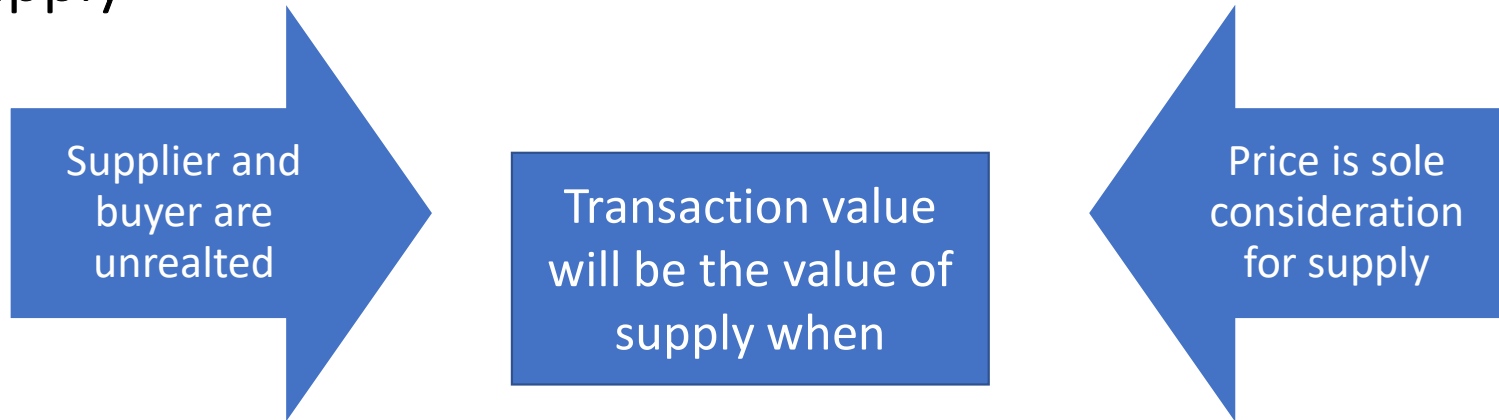 Supplier and
buyer are
unrealted
Transaction value
will be the value of
supply when
Price is sole
consideration
for supply